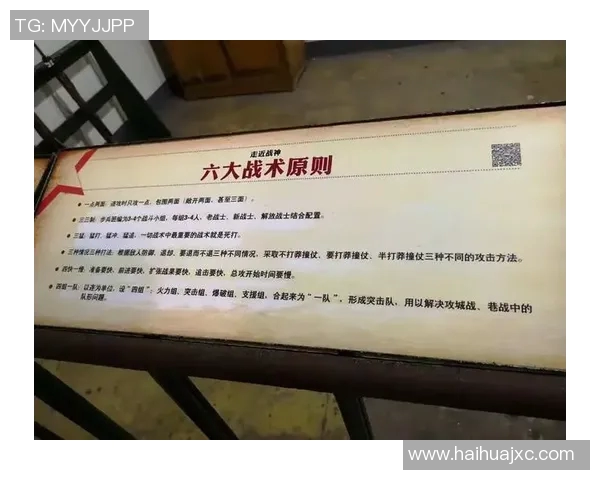 TG: MYYJJPP
走近战神
六大战术原则
一点两面：进攻时只攻一点，包围两面（敞开两面、甚至三面）。
三三制：步兵班编为3-4个战斗小组，每组3-4人，老战士、新战士、解放战士结合配置。
三猛：猛打、猛冲、猛追，一切战术中最重要的战术就是死打。
三种情况三种打法：根据敌人防御、退却、要退而不退三种不同情况，采取不打莽撞仗、要打莽撞仗、半打莽撞仗三种不同的攻击方法。
四快一慢：准备要快，前进要快，扩张战果要快，追击要快，总攻开始时间要慢。
四组一队：以连为单位，设“四组”：火力组、突击组、爆破组、支援组，合起来为“一队”，形成突击队，用以解决攻城战、巷战中的
队形问题。
www.haihuajxc.com